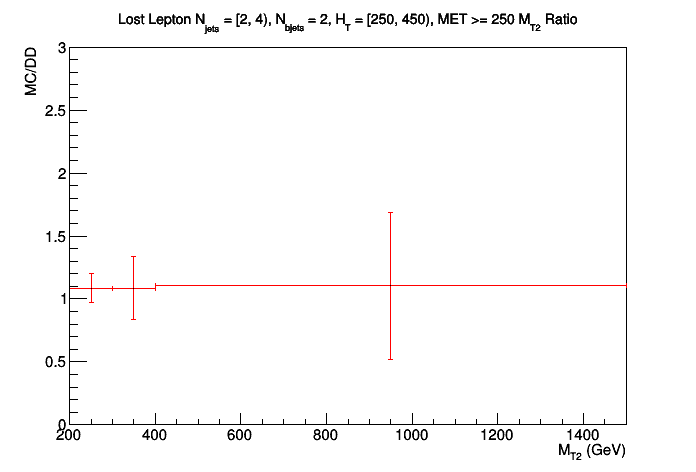 Lost Lepton N_jets = [2, 4), N_bjets = 2, H_T = [250, 450), MET >= 250 M_T2 Ratio
MC/DD
3
2.5
2
1.5
1
0.5
0
200 400 600 800 1000 1200 1400
M_T2 (GeV)